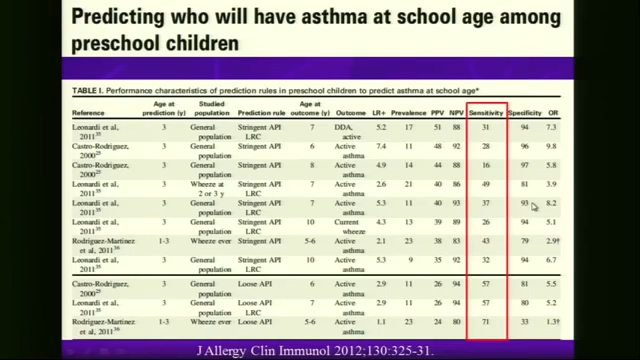 Predicting who will have asthma at school age among
preschool children
TABLE I. Performance characteristics of prediction rules in preschool children to predict asthma at school age*
Reference Age at prediction (y) Studied population Prediction rule Age at outcome (y) Outcome LR+ Prevalence PPV NPV Sensitivity Specificity OR
Leonardi et al, 2011³⁵ 3 General population Stringent API LRC 7 DDA, active 5.2 17 51 88 31 94 7.3
Castro-Rodriguez, 2000²⁵ 3 General population Stringent API LRC 6 Active asthma 7.4 11 48 92 28 96 9.8
Castro-Rodriguez, 2000²⁵ 3 General population Stringent API 8 Active asthma 4.9 14 44 88 16 97 5.8
Leonardi et al, 2011³⁵ 3 Wheeze at 2 or 3 y Stringent API LRC 7 Active asthma 2.6 21 40 86 49 81 3.9
Leonardi et al, 2011³⁵ 3 General population Stringent API LRC 7 Active asthma 5.3 11 40 93 37 93 8.2
Leonardi et al, 2011³⁵ 3 General population Stringent API LRC 10 Current wheeze 4.3 13 39 89 26 94 5.1
Rodriguez-Martinez et al, 2011³⁶ 1-3 Wheeze ever Stringent API 5-6 Active asthma 2.1 23 38 83 43 79 2.9†
Leonardi et al, 2011³⁵ 3 General population Stringent API LRC 10 Active asthma 5.3 9 35 92 32 94 6.7
Castro-Rodriguez, 2000²⁵ 3 General population Loose API 6 Active asthma 2.9 11 26 94 57 81 5.5
Leonardi et al, 2011³⁵ 3 General population Loose API 7 Active asthma 2.9 11 26 94 57 80 5.2
Rodriguez-Martinez et al, 2011³⁶ 1-3 Wheeze ever Loose API 5-6 Active asthma 1.1 23 24 80 71 33 1.3†
J Allergy Clin Immunol 2012;130:325-31.